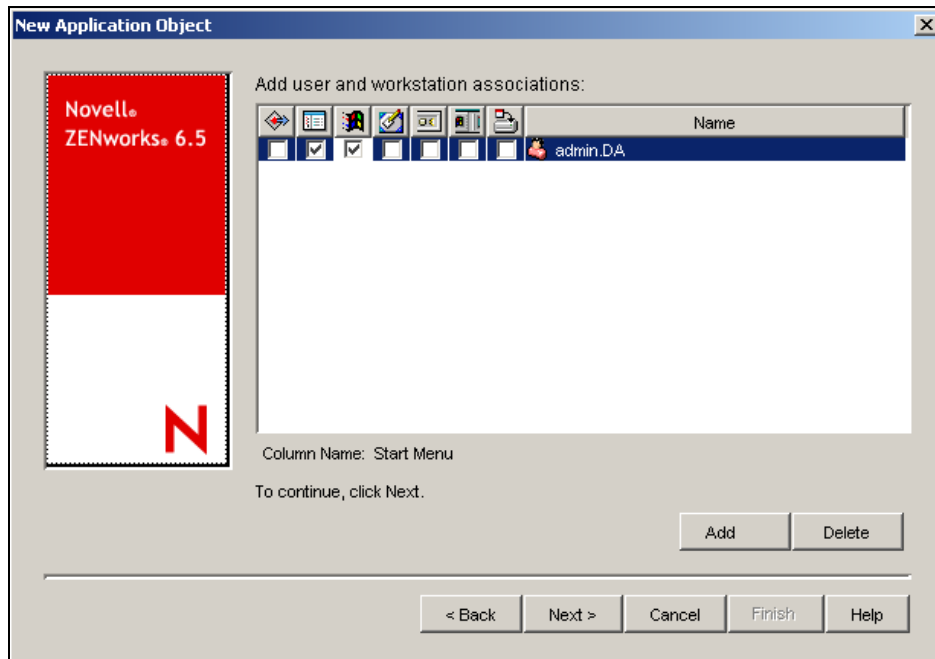 New Application Object
Novell®
ZENworks® 6.5
Add user and workstation associations:
Name
admin.DA
N
Column Name: Start Menu
To continue, click Next.
Add
Delete
< Back
Next >
Cancel
Finish
Help